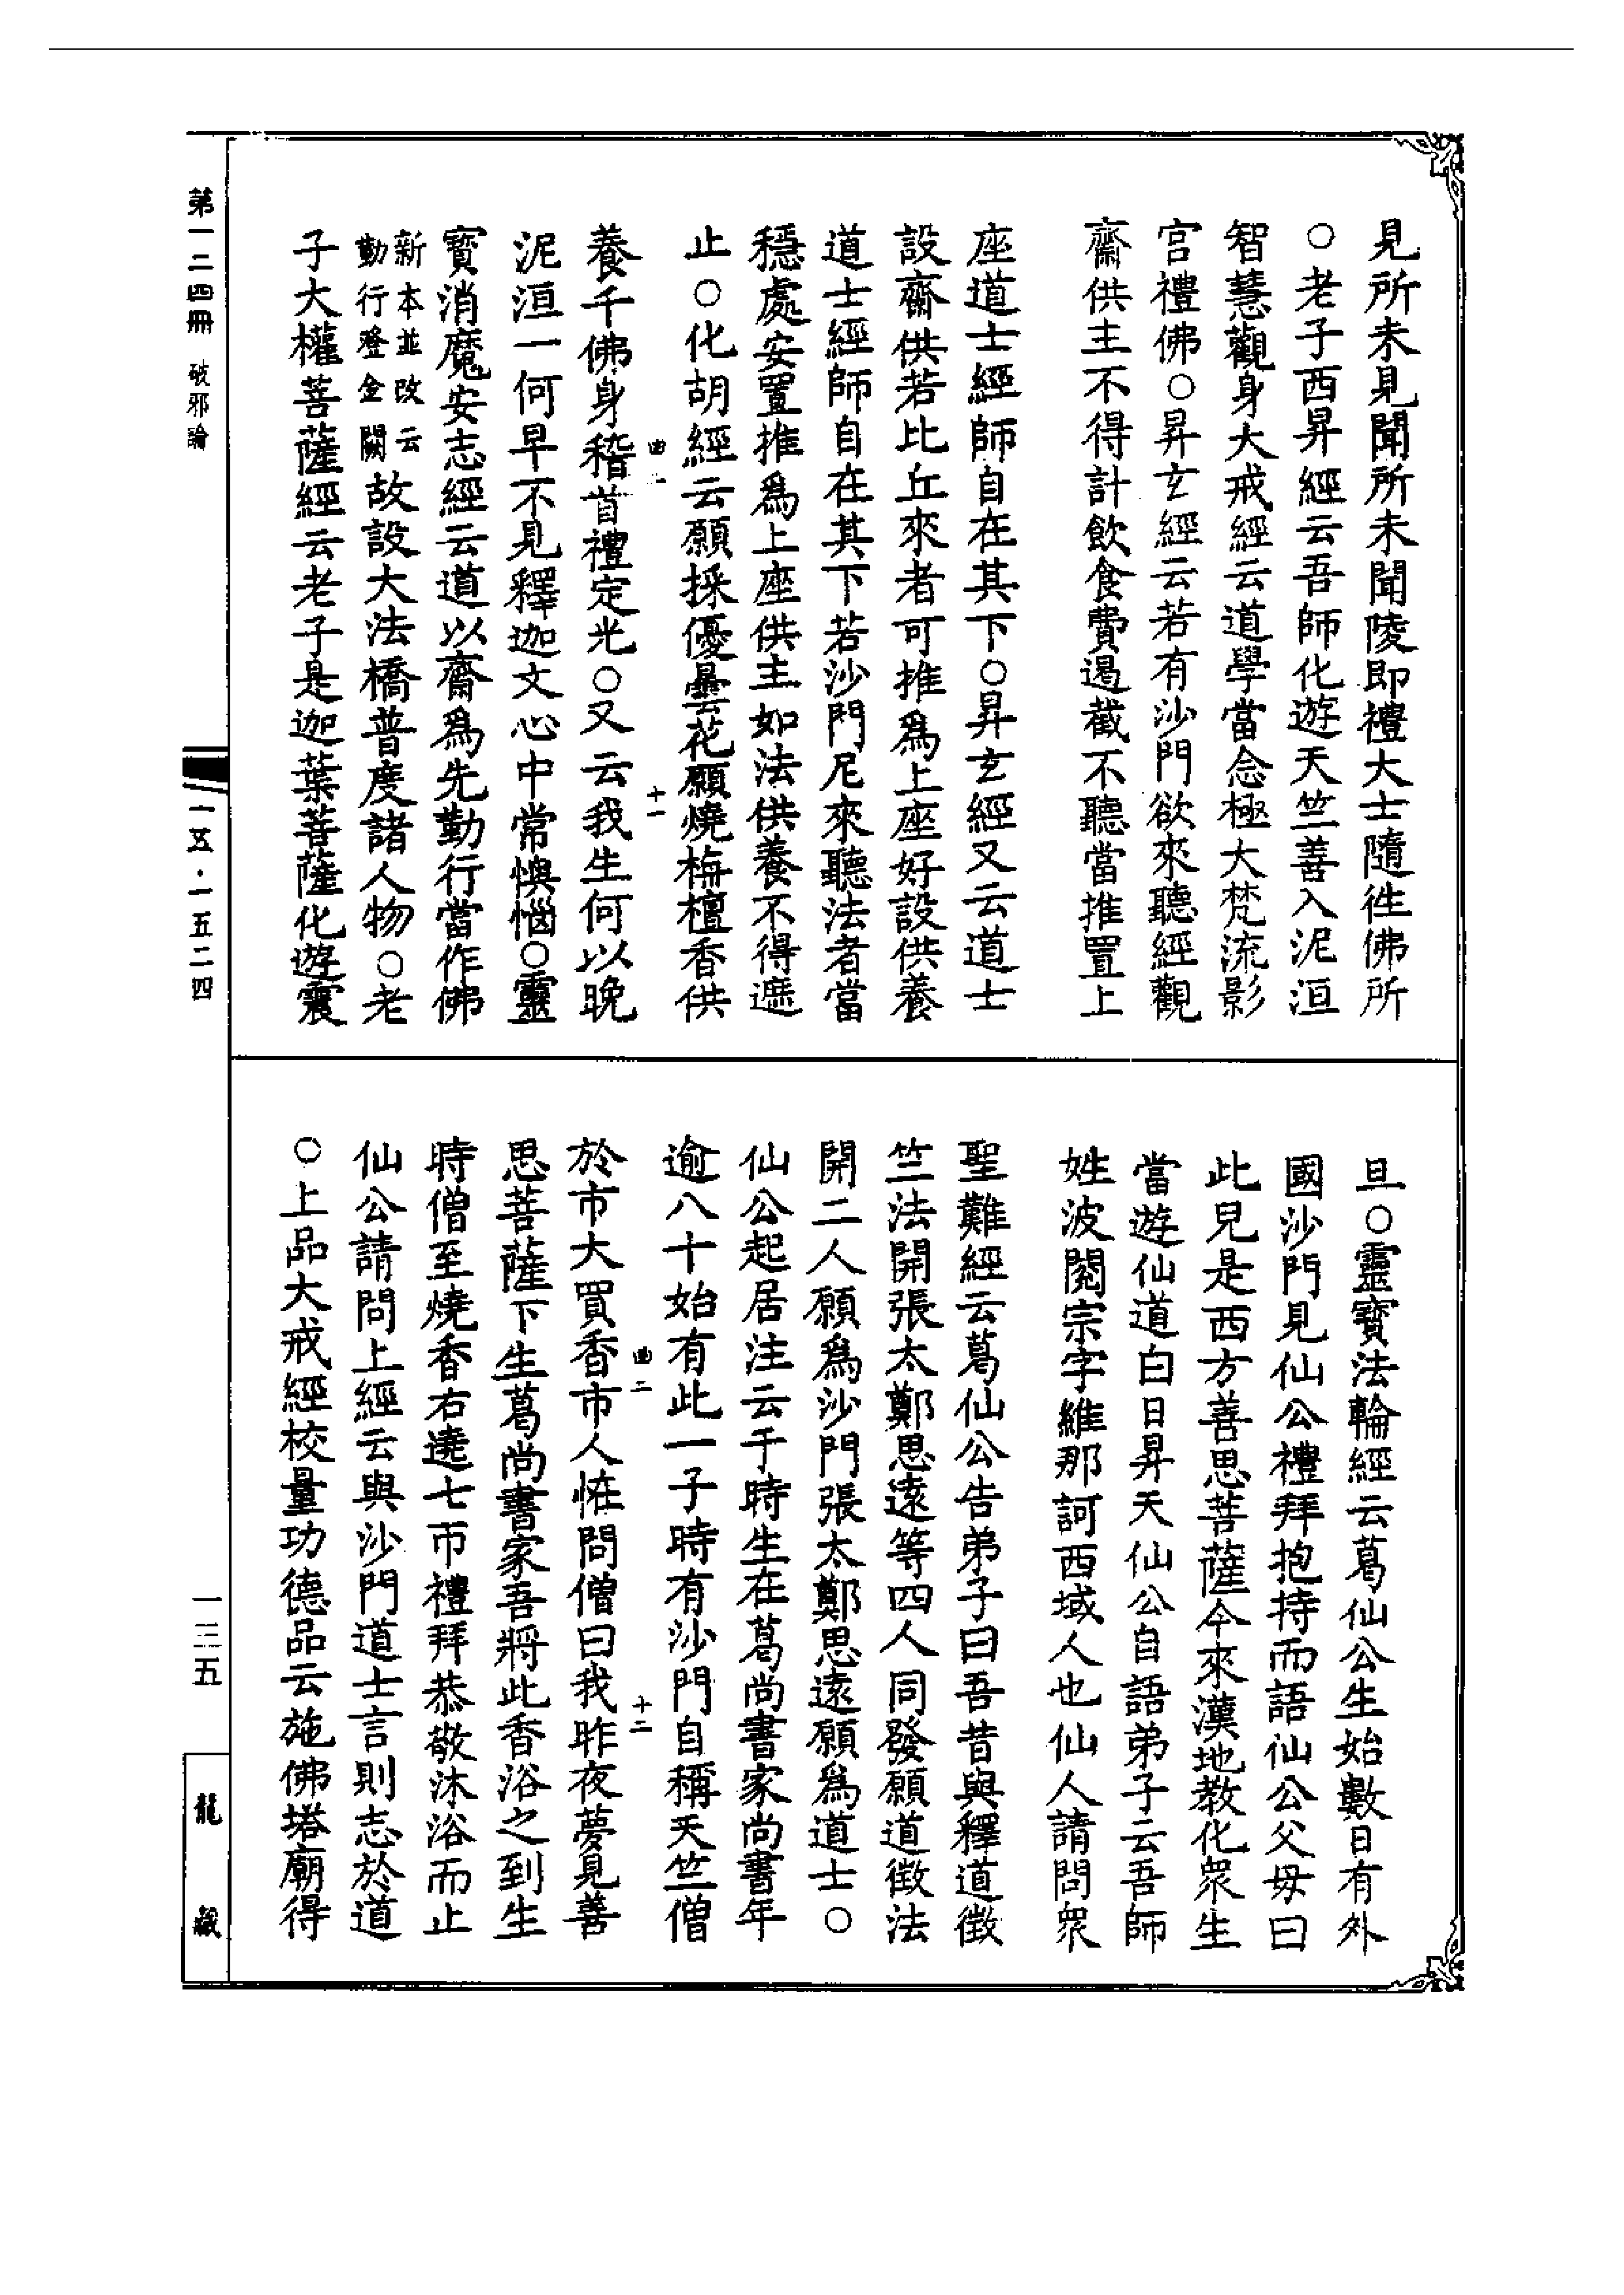 見所未見聞所未聞陵即禮大士隨往佛所
○老子西昇經云吾師化遊天竺善入泥洹
智慧觀身大戒經云道學當念極大梵流影
宮禮佛○昇玄經云若有沙門欲來聽經觀
齋供主不得計飲食費遏截不聽當推置上
座道士經師自在其下○昇玄經又云道士
設齋供若比丘來者可推爲上座好設供養
道士經師自在其下若沙門尼來聽法者當
穩處安置推爲上座供主如法供養不得遮
止○化胡經云願採優曇花願燒栴檀香供
曲二 十一
養千佛身稽首禮定光○又云我生何以晚
泥洹一何早不見釋迦文心中常懊惱○靈
寶消魔安志經云道以齋爲先勤行當作佛
新本並改云
勤行登金闕
故設大法橋普度諸人物○老
子大權菩薩經云老子是迦葉菩薩化遊震
旦○靈寶法輪經云葛仙公生始數日有外
國沙門見仙公禮拜抱持而語仙公父母曰
此兒是西方善思菩薩今來漢地教化衆生
當遊仙道白日昇天仙公自語弟子云吾師
姓波閱宗字維那訶西域人也仙人請問衆
聖難經云葛仙公告弟子曰吾昔與釋道徵
竺法開張太鄭思遠等四人同發願道徵法
開二人願爲沙門張太鄭思遠願爲道士○
仙公起居注云于時生在葛尚書家尚書年
逾八十始有此一子時有沙門自稱天竺僧
曲二 十二
於市大買香市人恠問僧曰我昨夜夢見善
思菩薩下生葛尚書家吾將此香浴之到生
時僧至燒香右遶七帀禮拜恭敬沐浴而止
仙公請問上經云與沙門道士言則志於道
○上品大戒經校量功德品云施佛塔廟得
第一二四冊 破邪論
一五·一五二四
一三五
龍藏